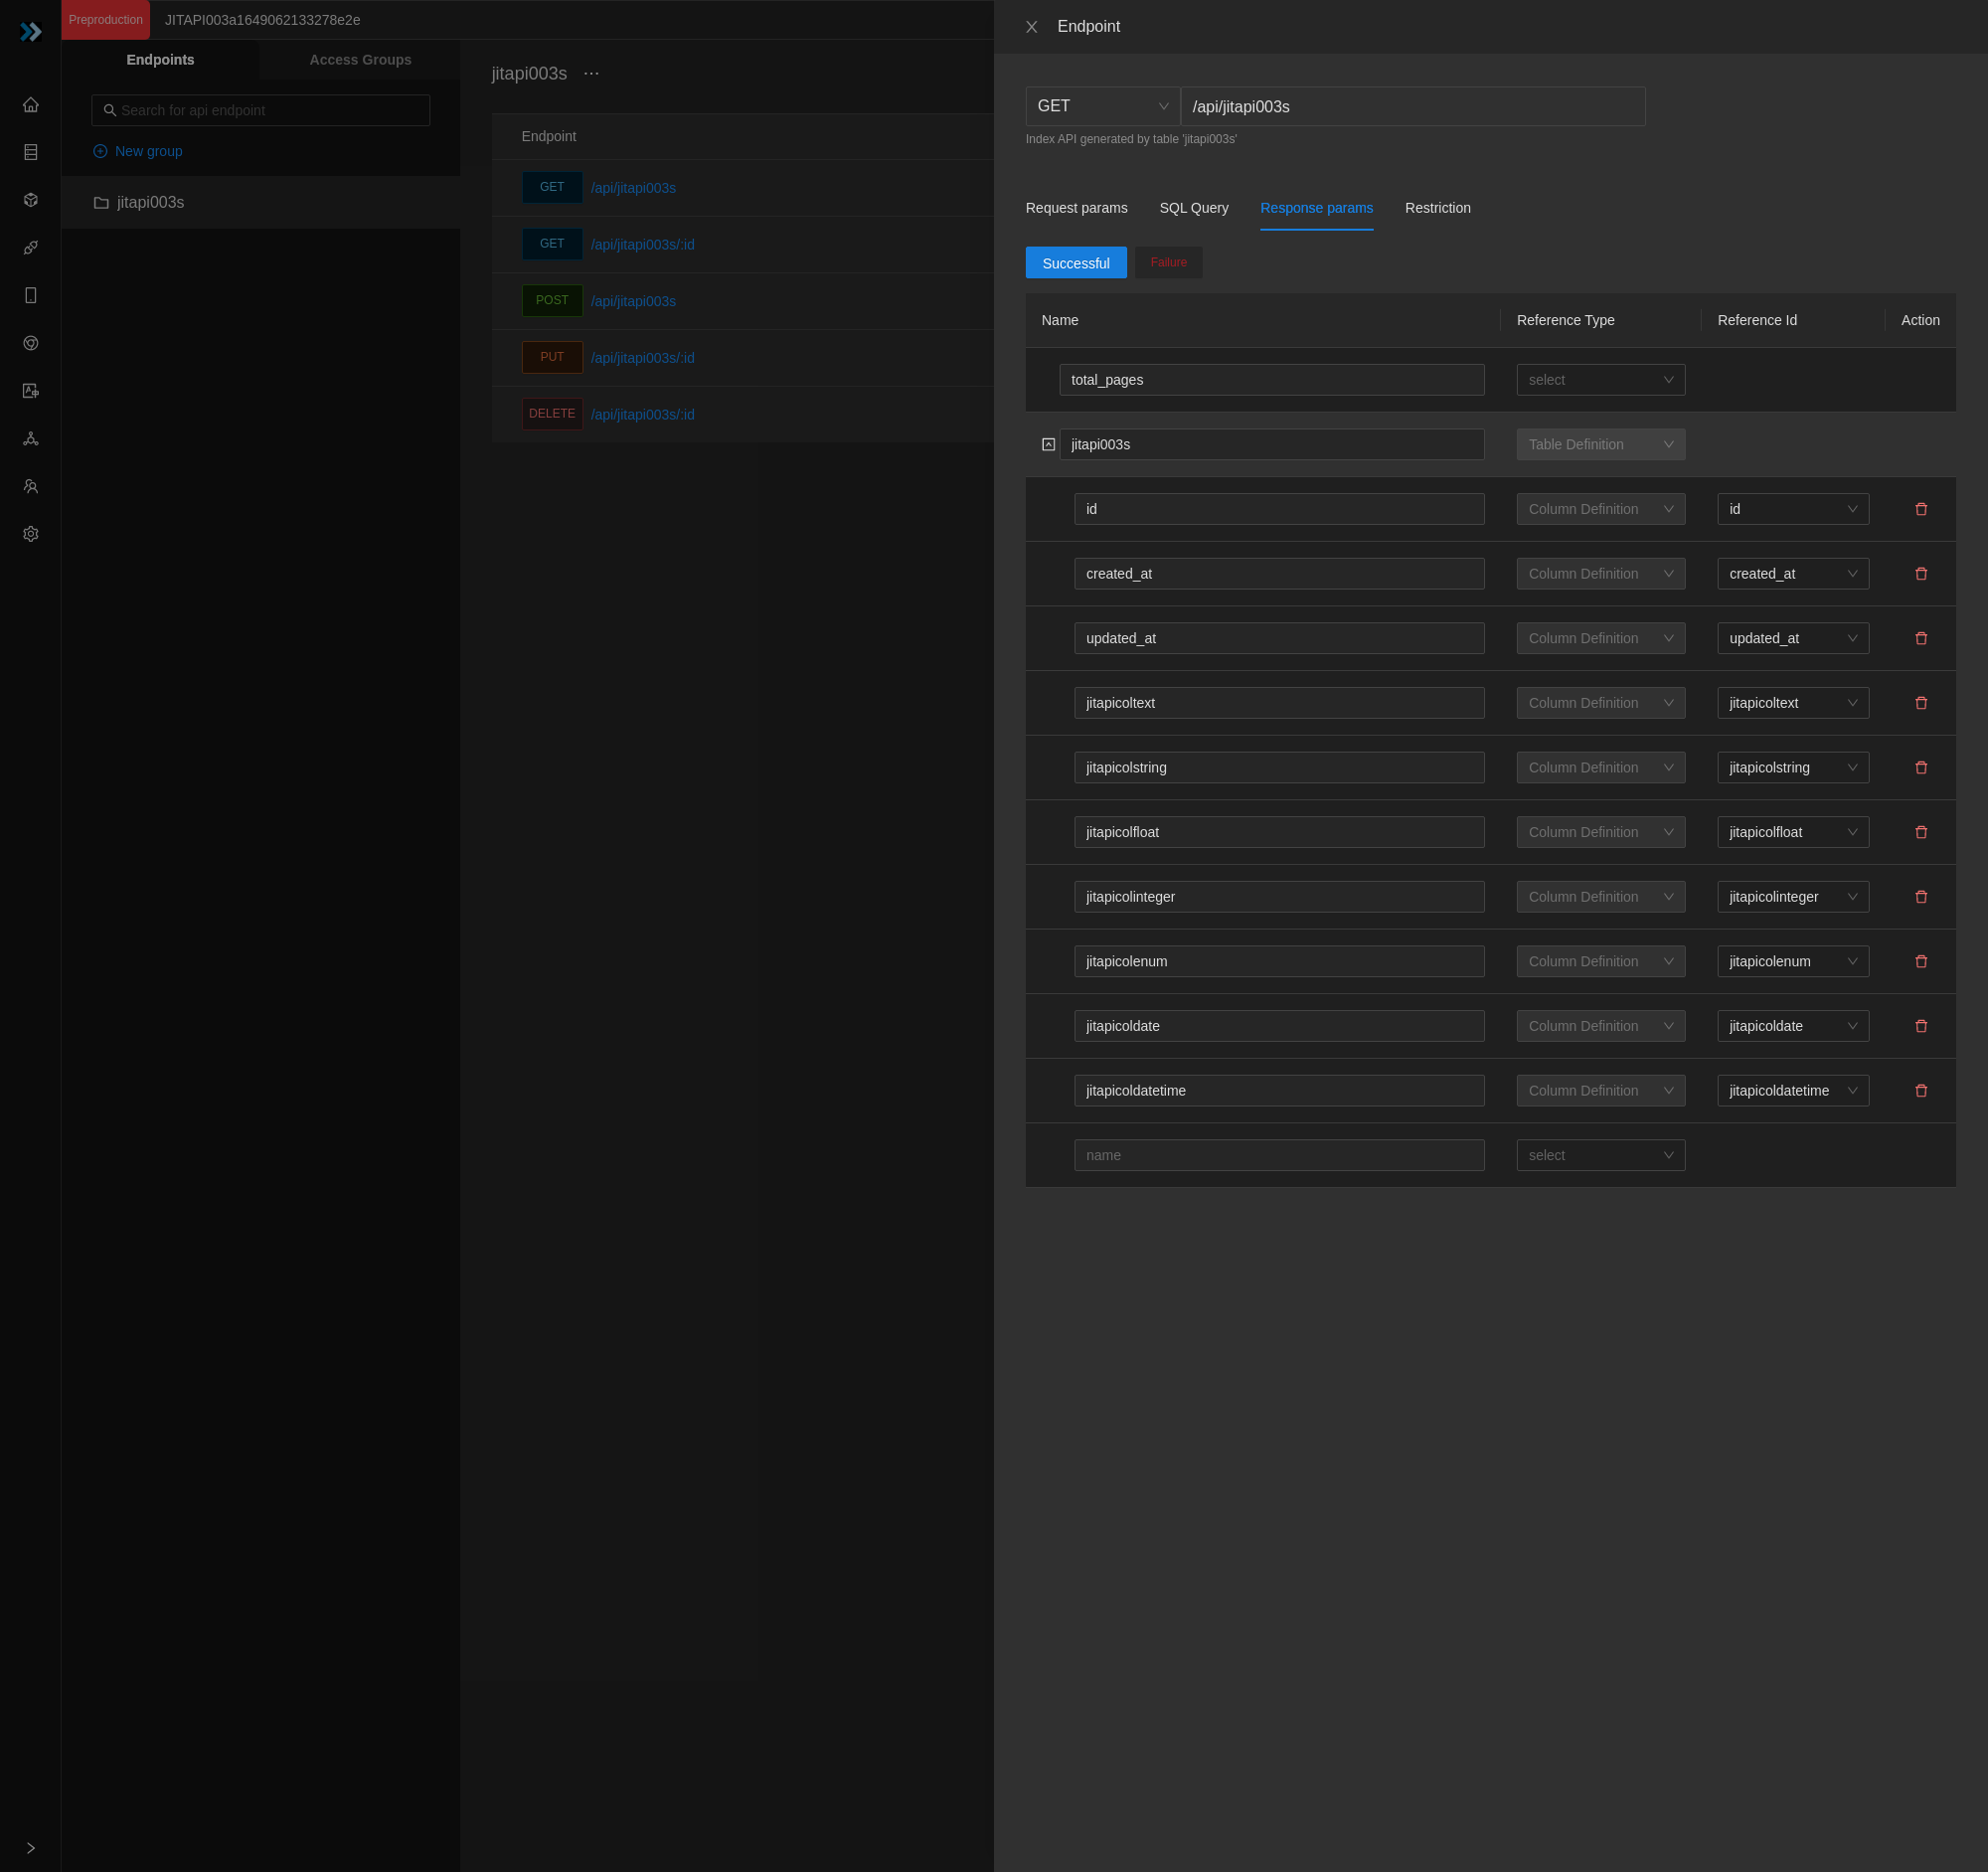 Preproduction JITAPI003a1649062133278e2e
Endpoints Access Groups
Search for api endpoint
New group
jitapi003s
jitapi003s ...
Endpoint
GET /api/jitapi003s
GET /api/jitapi003s/:id
POST /api/jitapi003s
PUT /api/jitapi003s/:id
DELETE /api/jitapi003s/:id
Endpoint
GET /api/jitapi003s
Index API generated by table 'jitapi003s'
Request params SQL Query Response params Restriction
Successful Failure
Name Reference Type Reference Id Action
total_pages select
jitapi003s Table Definition
id Column Definition id
created_at Column Definition created_at
updated_at Column Definition updated_at
jitapicoltext Column Definition jitapicoltext
jitapicolstring Column Definition jitapicolstring
jitapicolfloat Column Definition jitapicolfloat
jitapicolinteger Column Definition jitapicolinteger
jitapicolenum Column Definition jitapicolenum
jitapicoldate Column Definition jitapicoldate
jitapicoldatetime Column Definition jitapicoldatetime
name select